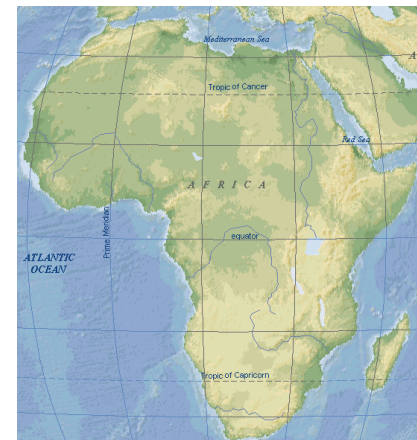 Mediterranean Sea
A
Tropic of Cancer
Red Sea
A F R I C A
Prime Meridian
equator
ATLANTIC
OCEAN
Tropic of Capricorn